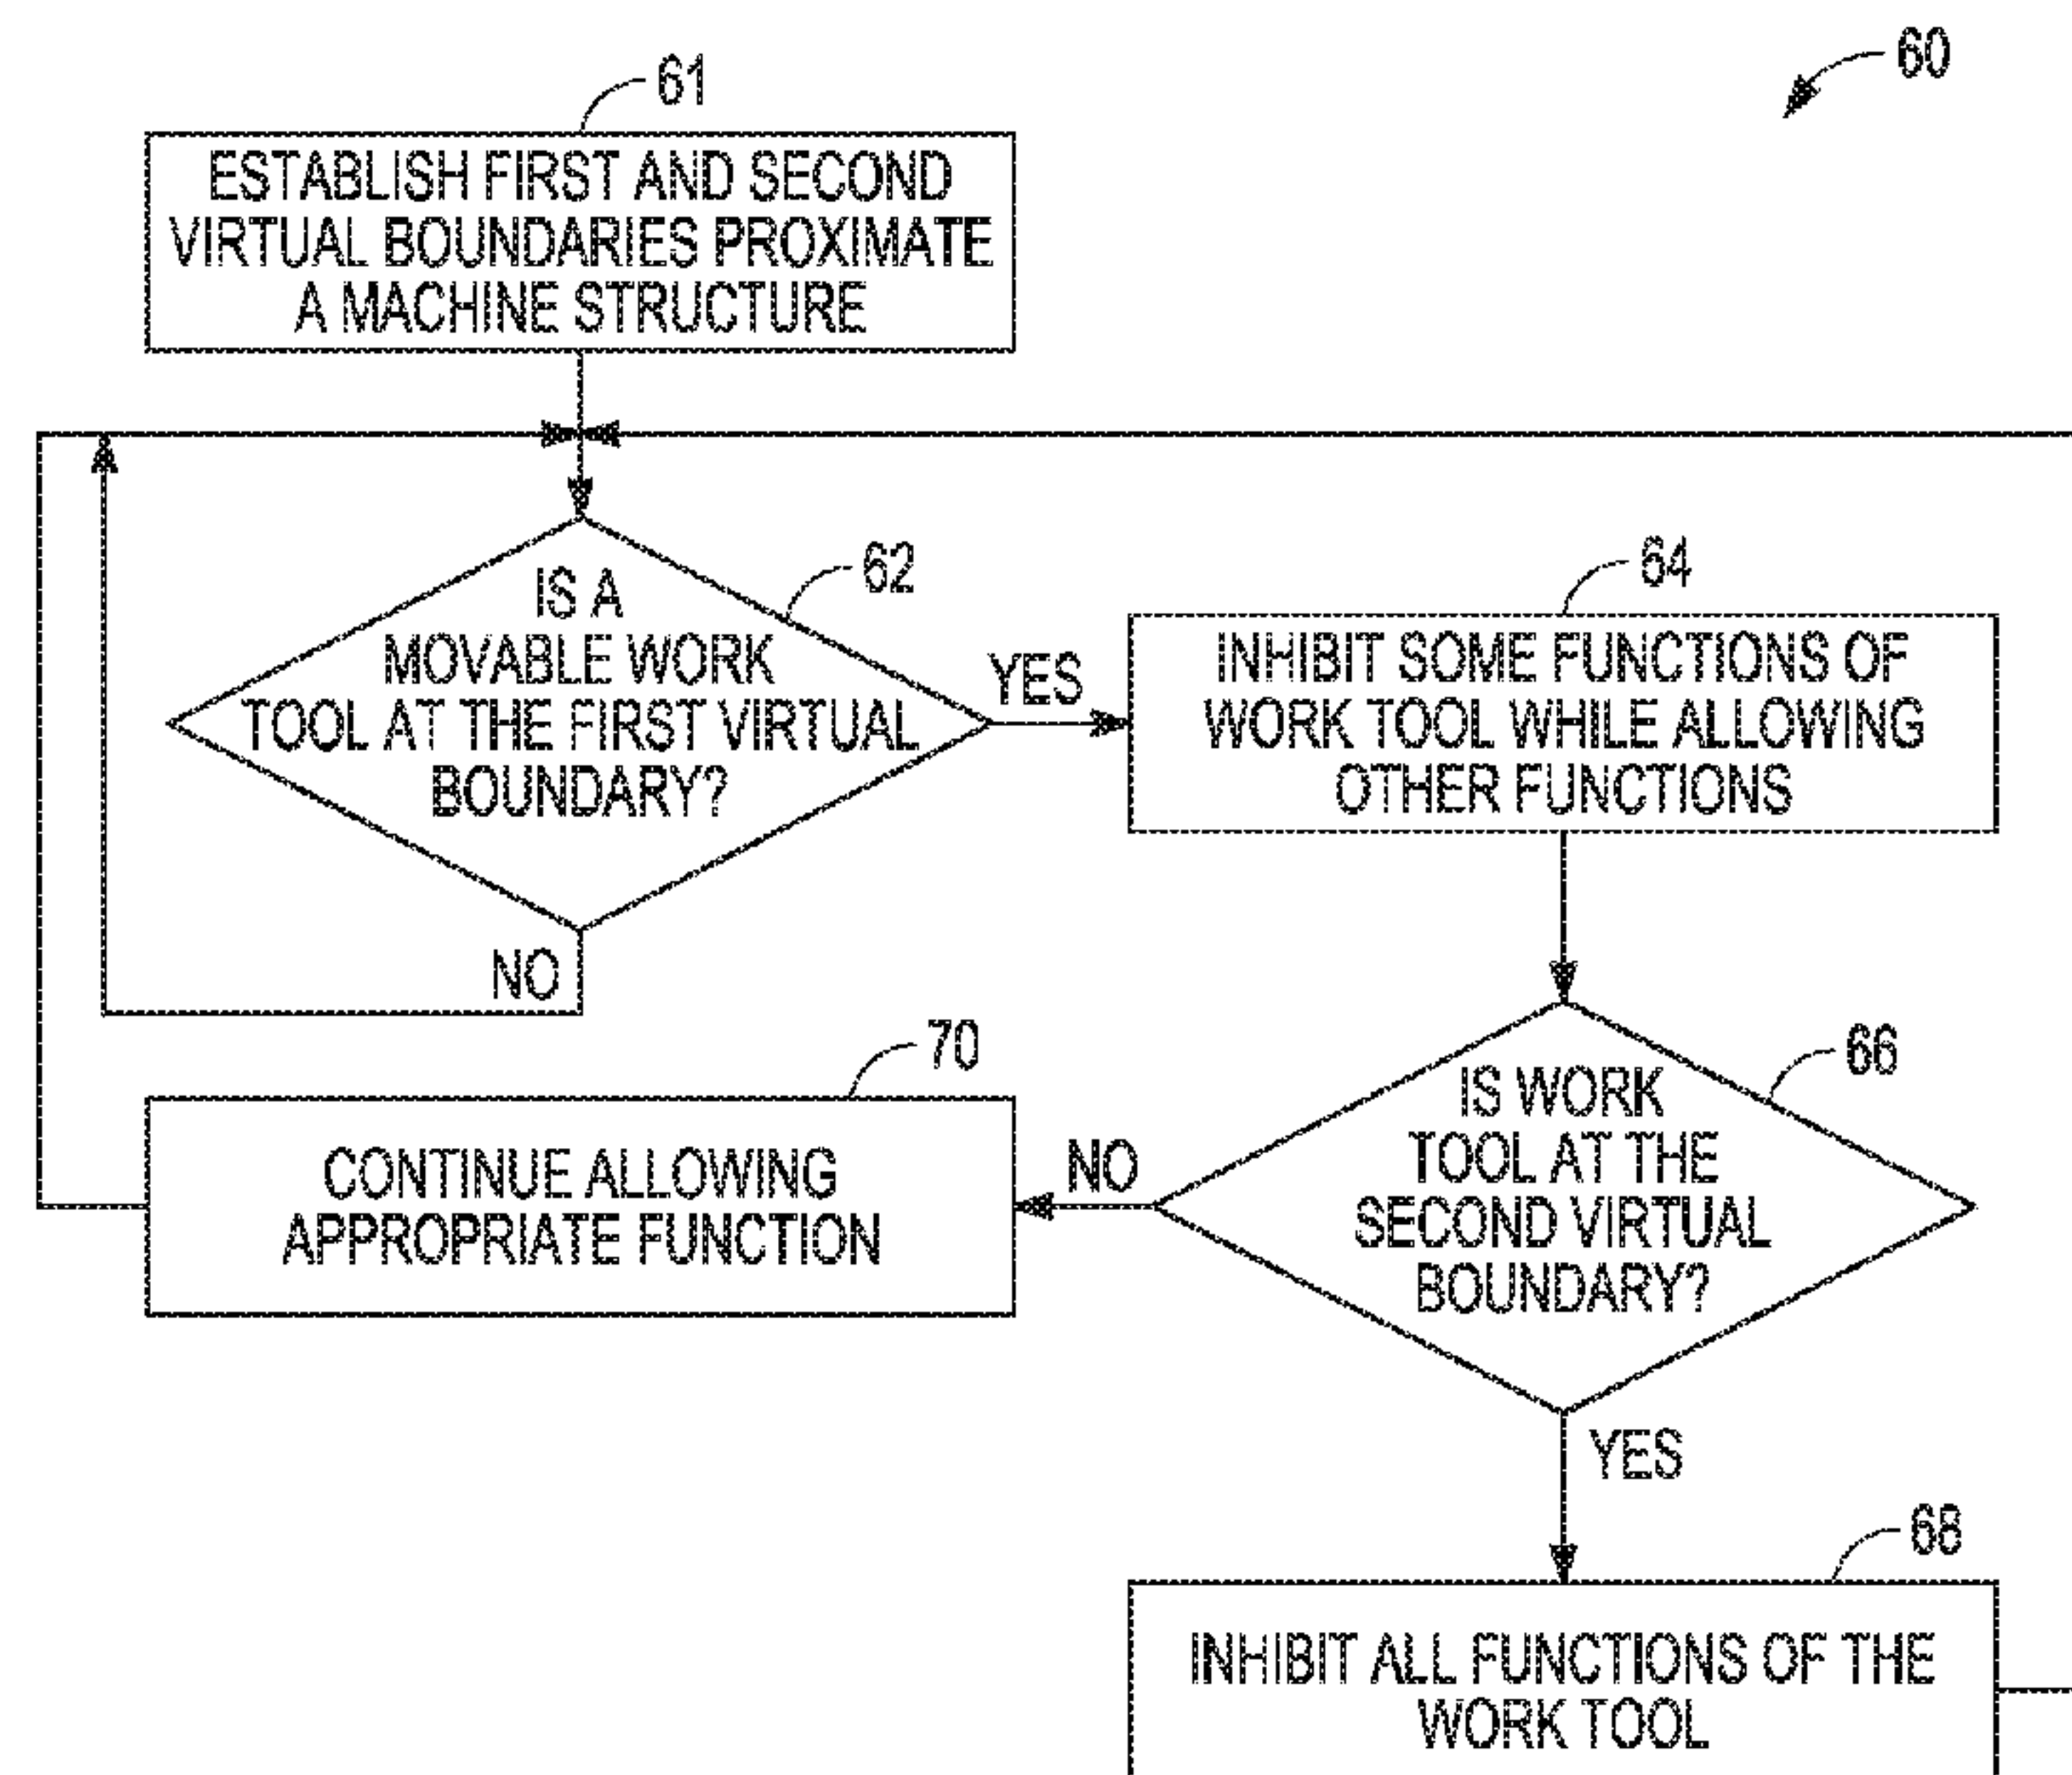 60
61
ESTABLISH FIRST AND SECOND
VIRTUAL BOUNDARIES PROXIMATE
A MACHINE STRUCTURE
62
IS A
MOVABLE WORK
TOOL AT THE FIRST VIRTUAL
BOUNDARY?
YES
NO
64
INHIBIT SOME FUNCTIONS OF
WORK TOOL WHILE ALLOWING
OTHER FUNCTIONS
66
IS WORK
TOOL AT THE
SECOND VIRTUAL
BOUNDARY?
NO
YES
70
CONTINUE ALLOWING
APPROPRIATE FUNCTION
68
INHIBIT ALL FUNCTIONS OF THE
WORK TOOL